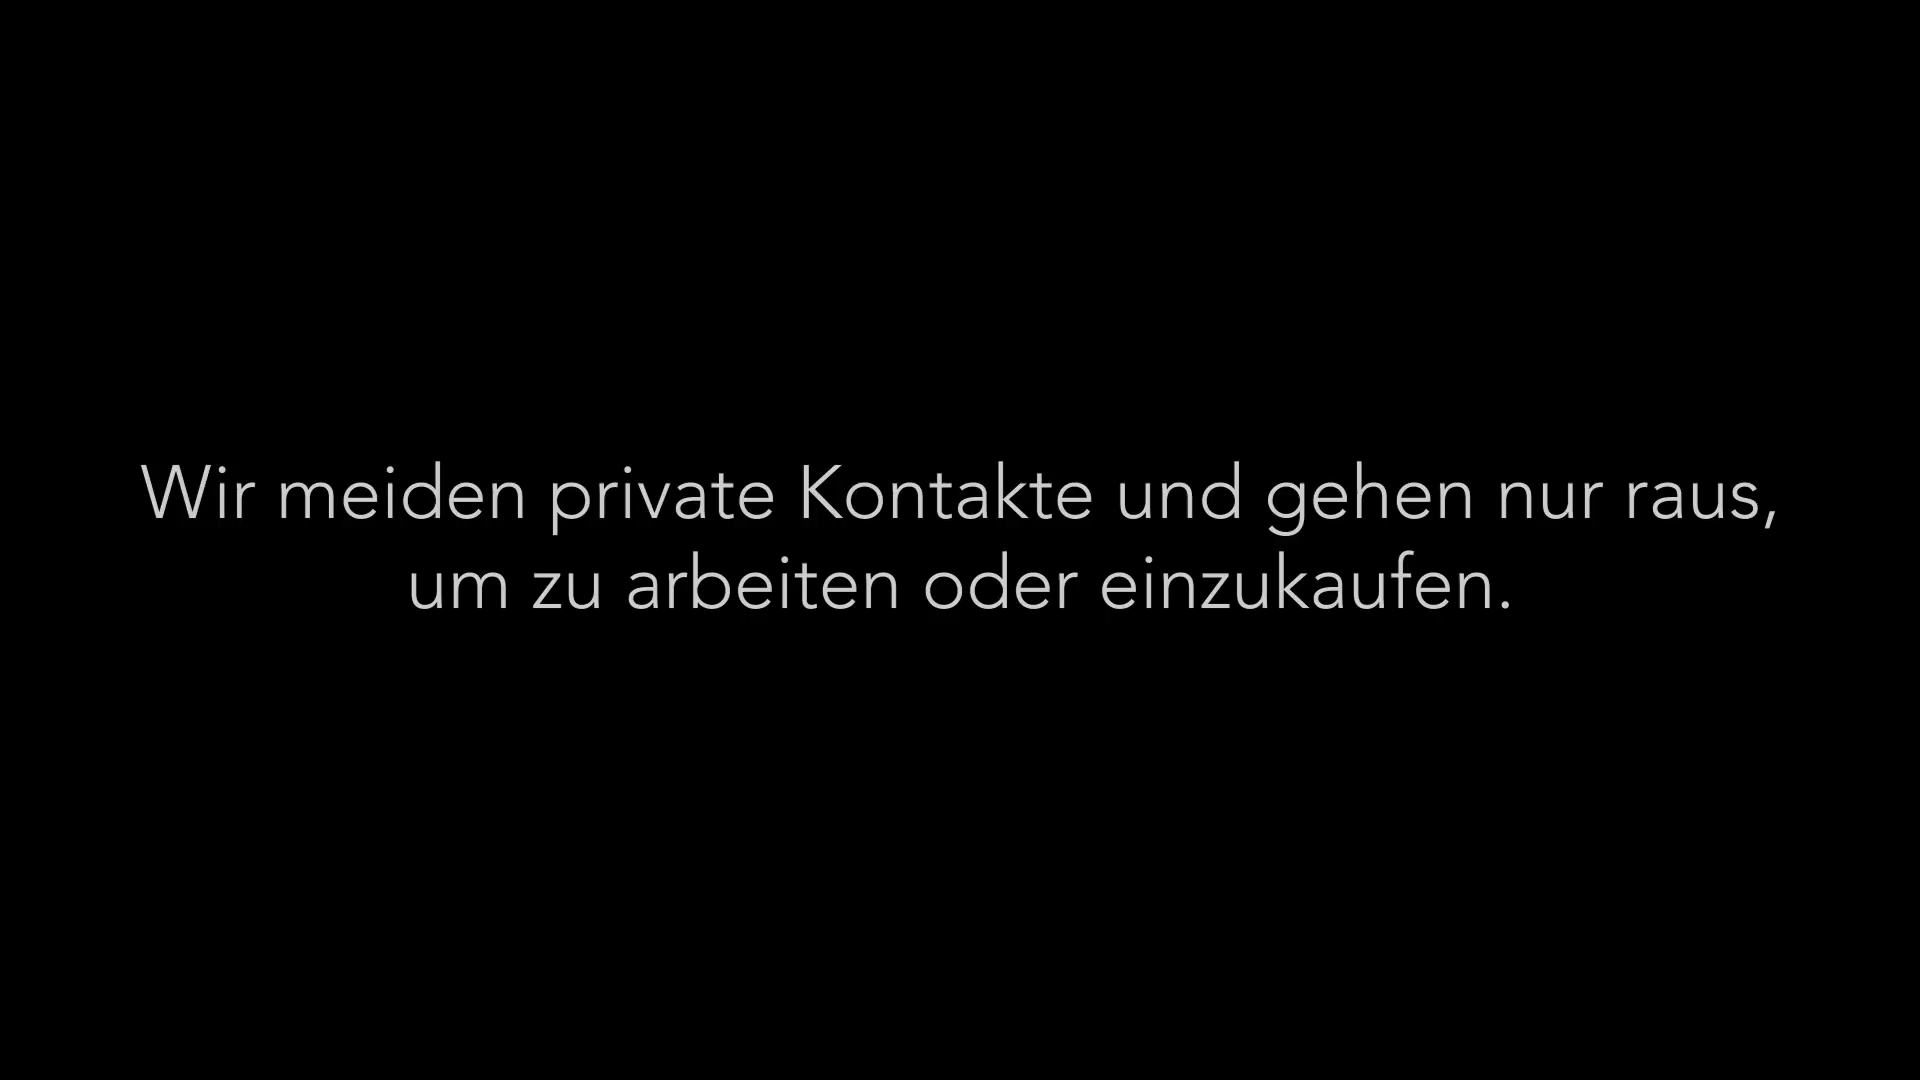 Wir meiden private Kontakte und gehen nur raus,
um zu arbeiten oder einzukaufen.